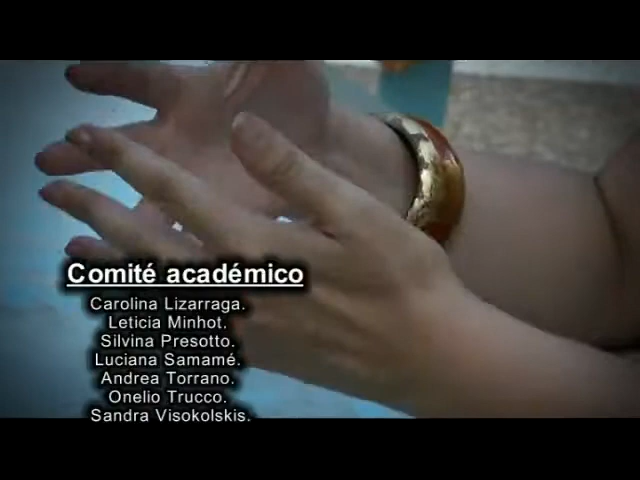 Comité académico
Carolina Lizarraga.
Leticia Minhot.
Silvina Presotto.
Luciana Samamé.
Andrea Torrano.
Onelio Trucco.
Sandra Visokolskis.